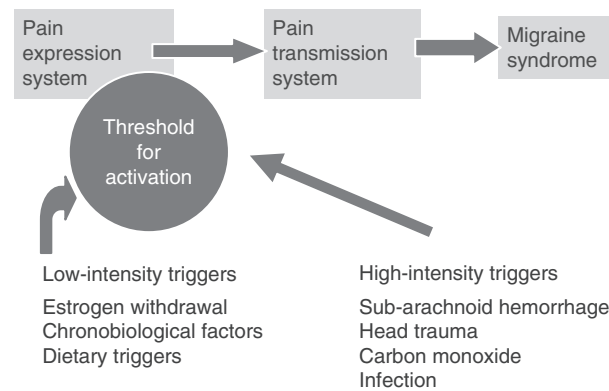 Pain
expression
system
Pain
transmission
system
Migraine
syndrome
Threshold
for
activation
Low-intensity triggers
Estrogen withdrawal
Chronobiological factors
Dietary triggers
High-intensity triggers
Sub-arachnoid hemorrhage
Head trauma
Carbon monoxide
Infection